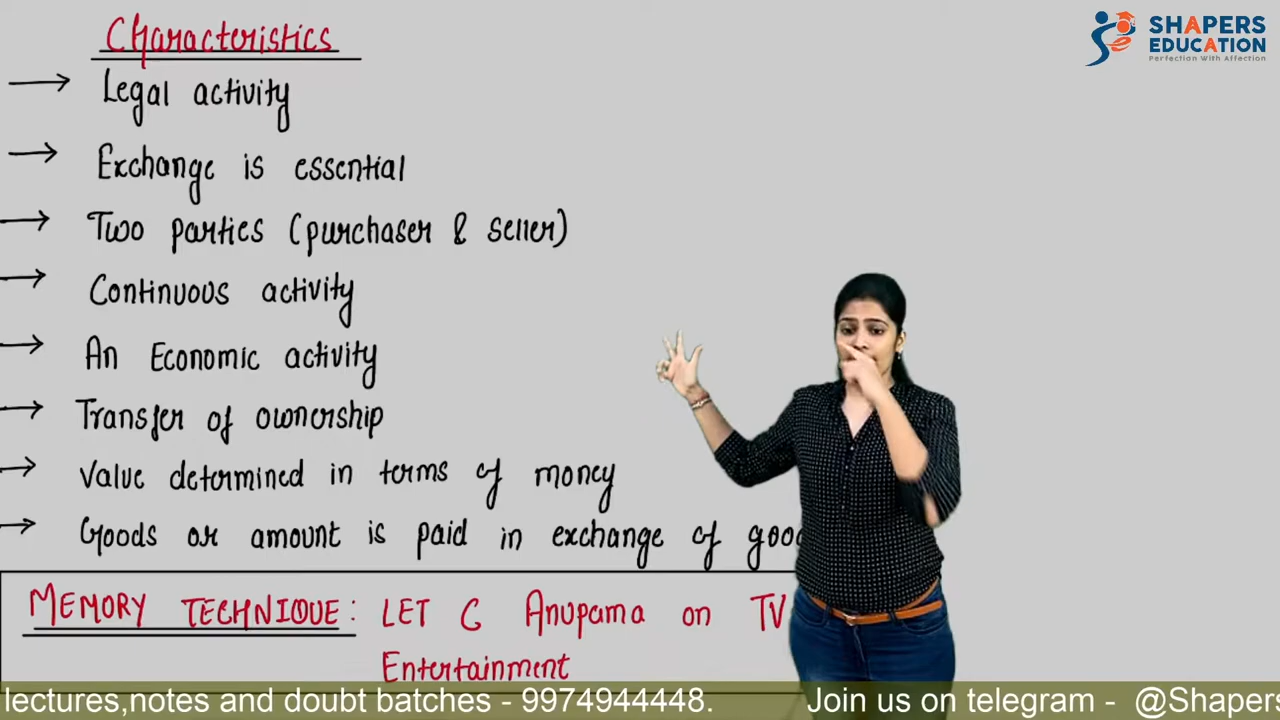 Characteristics
SHAPERS
EDUCATION
Perfection With Affection
→ Legal activity
→ Exchange is essential
→ Two parties (purchaser & seller)
→ Continuous activity
→ An Economic activity
→ Transfer of ownership
→ Value determined in terms of money
→ Goods or amount is paid in exchange of
MEMORY TECHNIQUE: LET C Anupama on TV
Entertainment
lectures,notes and doubt batches - 9974944448. Join us on telegram - @Shapers